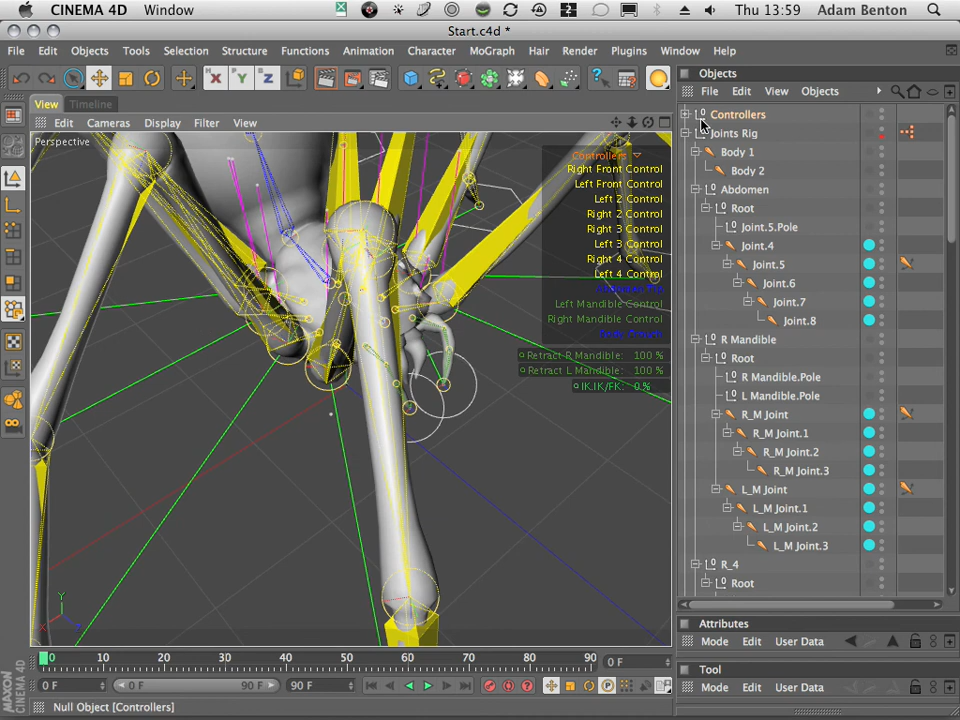 CINEMA 4D Window Thu 13:59 Adam Benton
Start.c4d *
File Edit Objects Tools Selection Structure Functions Animation Character MoGraph Hair Render Plugins Window Help
X Y Z
View Timeline
Edit Cameras Display Filter View
Perspective
Controllers
Right Front Control
Left Front Control
Left 2 Control
Right 2 Control
Right 3 Control
Left 3 Control
Right 4 Control
Left 4 Control
Left Mandible Control
Right Mandible Control
Retract R Mandible: 100 %
Retract L Mandible: 100 %
IK.IK/FK: 0 %
Y
X
0 10 20 30 40 50 60 70 80 90 0 F
0 F 0 F 90 F 90 F
Null Object [Controllers]
MAXON CINEMA 4D
Objects
File Edit View Objects
Controllers
Joints Rig
Body 1
Body 2
Abdomen
Root
Joint.5.Pole
Joint.4
Joint.5
Joint.6
Joint.7
Joint.8
R Mandible
Root
R Mandible.Pole
L Mandible.Pole
R_M Joint
R_M Joint.1
R_M Joint.2
R_M Joint.3
L_M Joint
L_M Joint.1
L_M Joint.2
L_M Joint.3
R_4
Root
Attributes
Mode Edit User Data
Tool
Mode Edit User Data